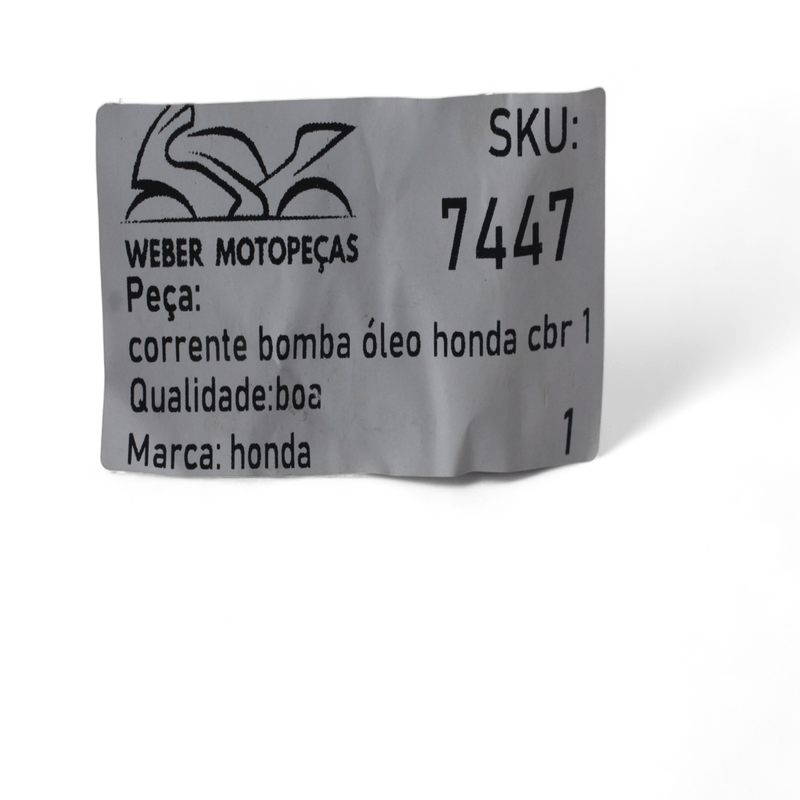 SKU:
7447
WEBER MOTOPEÇAS
Peça:
corrente bomba óleo honda cbr 1
Qualidade:boa
Marca: honda
1